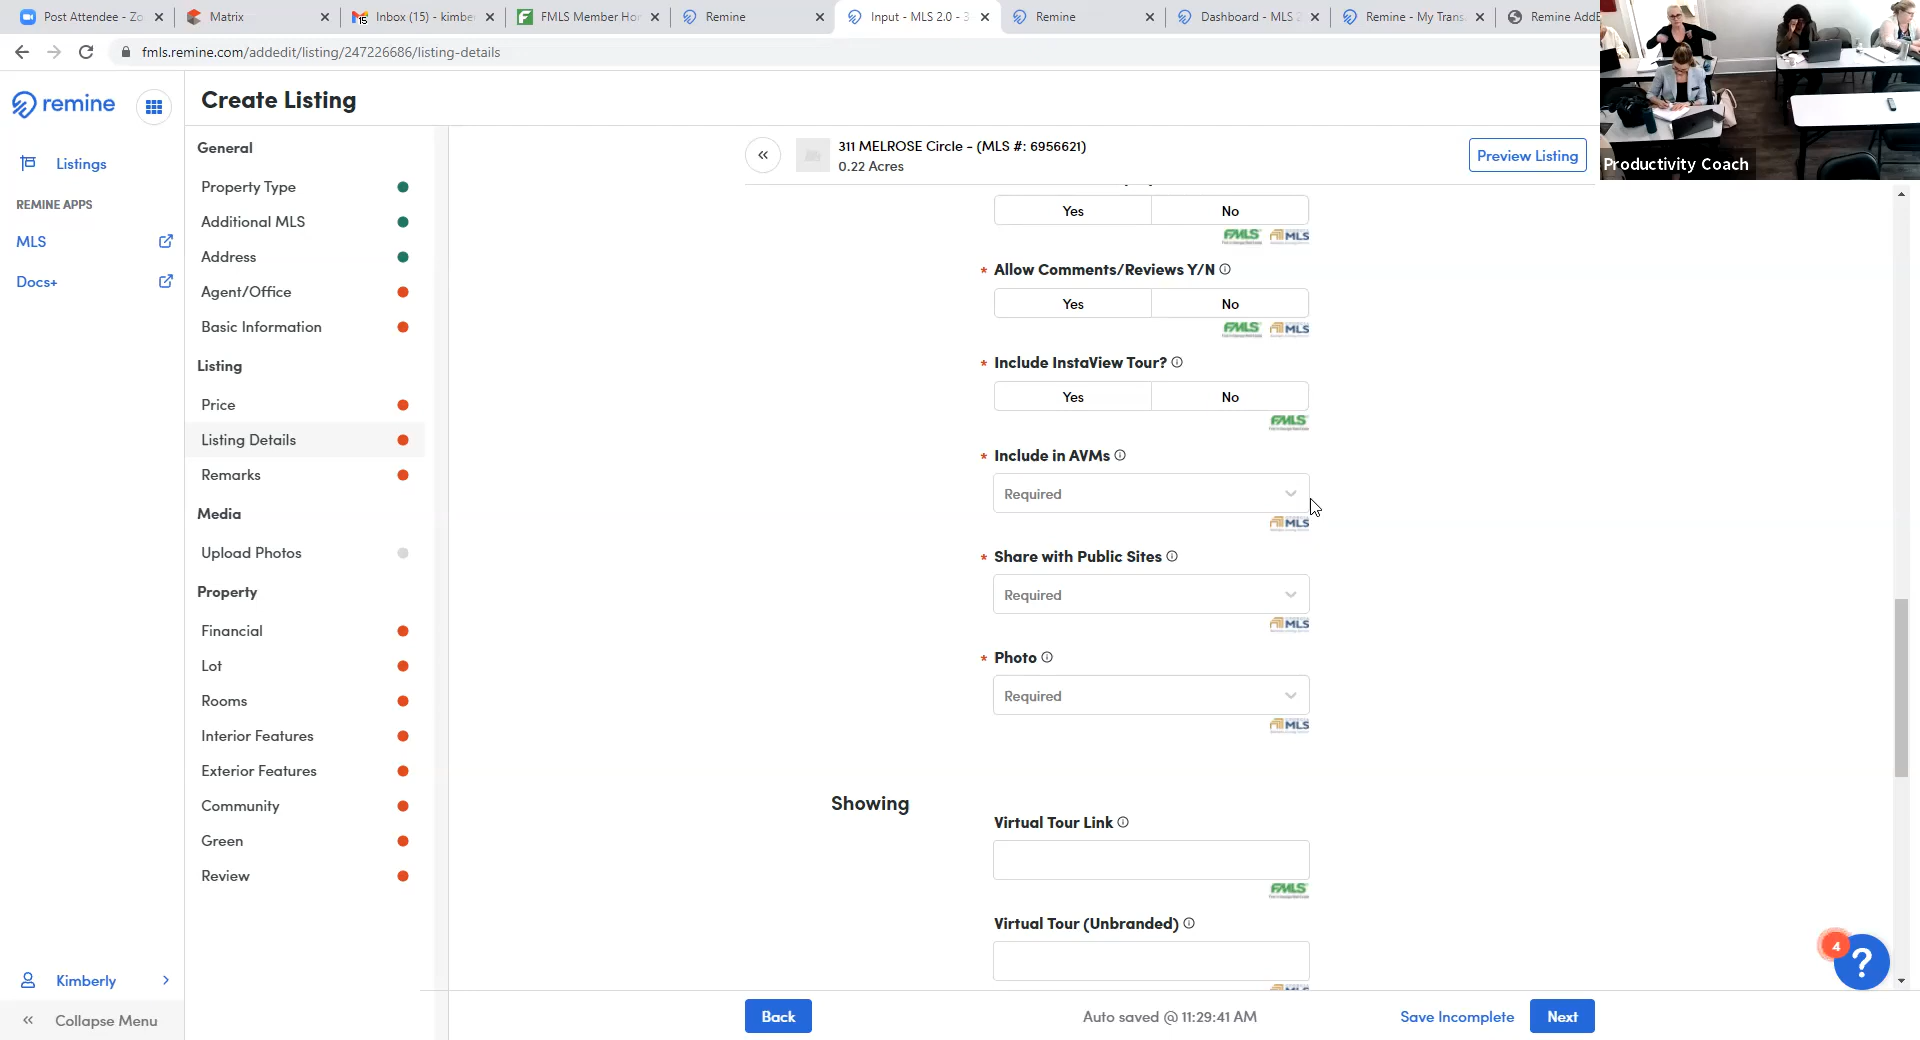 Post Attendee - Zo
Matrix
Inbox (15) - kimbe
FMLS Member Ho
Remine
Input - MLS 2.0 - 3
Remine
Dashboard - MLS 2
Remine - My Trans
Remine AddE
fmls.remine.com/addedit/listing/247226686/listing-details
remine
Listings
REMINE APPS
MLS
Docs+
Kimberly
Collapse Menu
Create Listing
General
Property Type
Additional MLS
Address
Agent/Office
Basic Information
Listing
Price
Listing Details
Remarks
Media
Upload Photos
Property
Financial
Lot
Rooms
Interior Features
Exterior Features
Community
Green
Review
311 MELROSE Circle - (MLS #: 6956621)
0.22 Acres
Preview Listing
Productivity Coach
Yes No
FMLS MLS
* Allow Comments/Reviews Y/N
Yes No
FMLS MLS
* Include InstaView Tour?
Yes No
FMLS
* Include in AVMs
Required
MLS
* Share with Public Sites
Required
MLS
* Photo
Required
MLS
Showing
Virtual Tour Link
FMLS
Virtual Tour (Unbranded)
MLS
4
?
Back
Auto saved @ 11:29:41 AM
Save Incomplete
Next